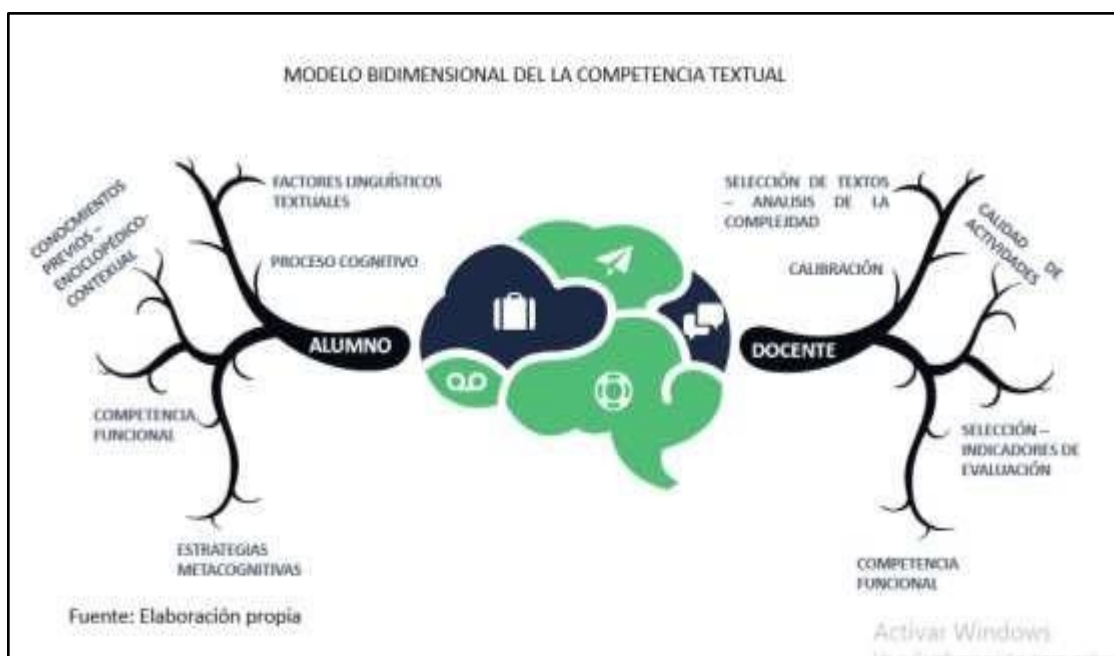 MODELO BIDIMENSIONAL DEL LA COMPETENCIA TEXTUAL
FACTORES LINGUÍSTICOS
TEXTUALES
CONOCMIENTOS
PREVIOS –
ENCICLOPÉDICO-
CONTEXUAL
PROCESO COGNITIVO
ALUMNO
COMPETENCIA
FUNCIONAL
ESTRATEGIAS
METACOGNITIVAS
SELECCIÓN DE TEXTOS
– ANALISIS DE LA
COMPLEJDAD
CALIDAD DE
ACTIVIDADES
CALIBRACIÓN
DOCENTE
SELECCIÓN –
INDICADORES DE
EVALUACIÓN
COMPETENCIA
FUNCIONAL
Fuente: Elaboración propia
Activar Windows